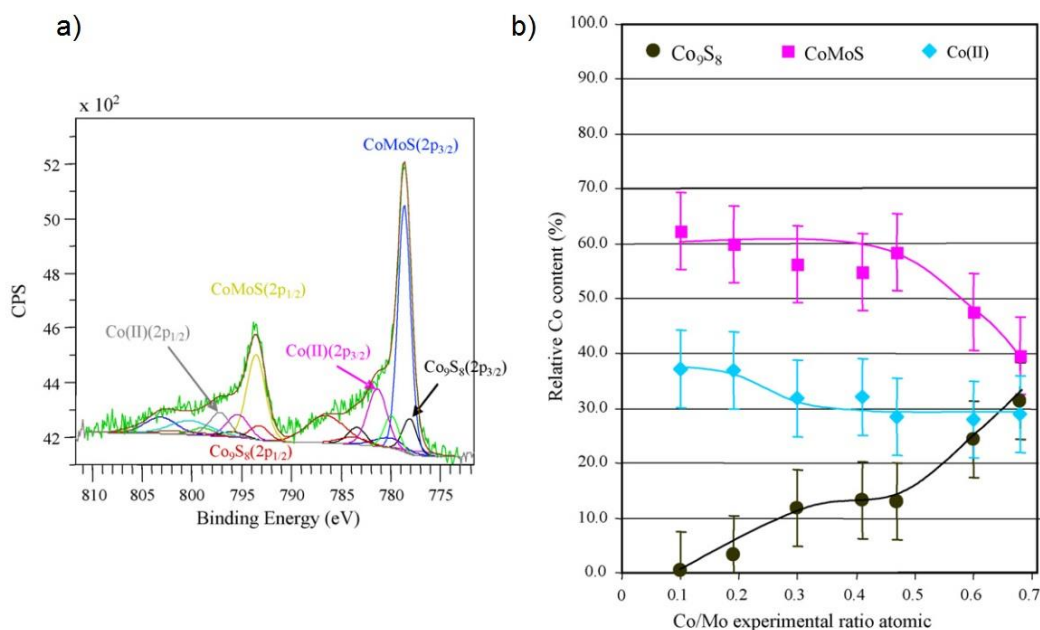 a)
x 10²
CoMoS(2p3/2)
CoMoS(2p1/2)
Co(II)(2p1/2)
Co(II)(2p3/2)
Co9S8(2p3/2)
Co9S8(2p1/2)
CPS
52
50
48
46
44
42
810 805 800 795 790 785 780 775
Binding Energy (eV)
b)
Co9S8 CoMoS Co(II)
Relative Co content (%)
100.0
90.0
80.0
70.0
60.0
50.0
40.0
30.0
20.0
10.0
0.0
0 0.1 0.2 0.3 0.4 0.5 0.6 0.7
Co/Mo experimental ratio atomic